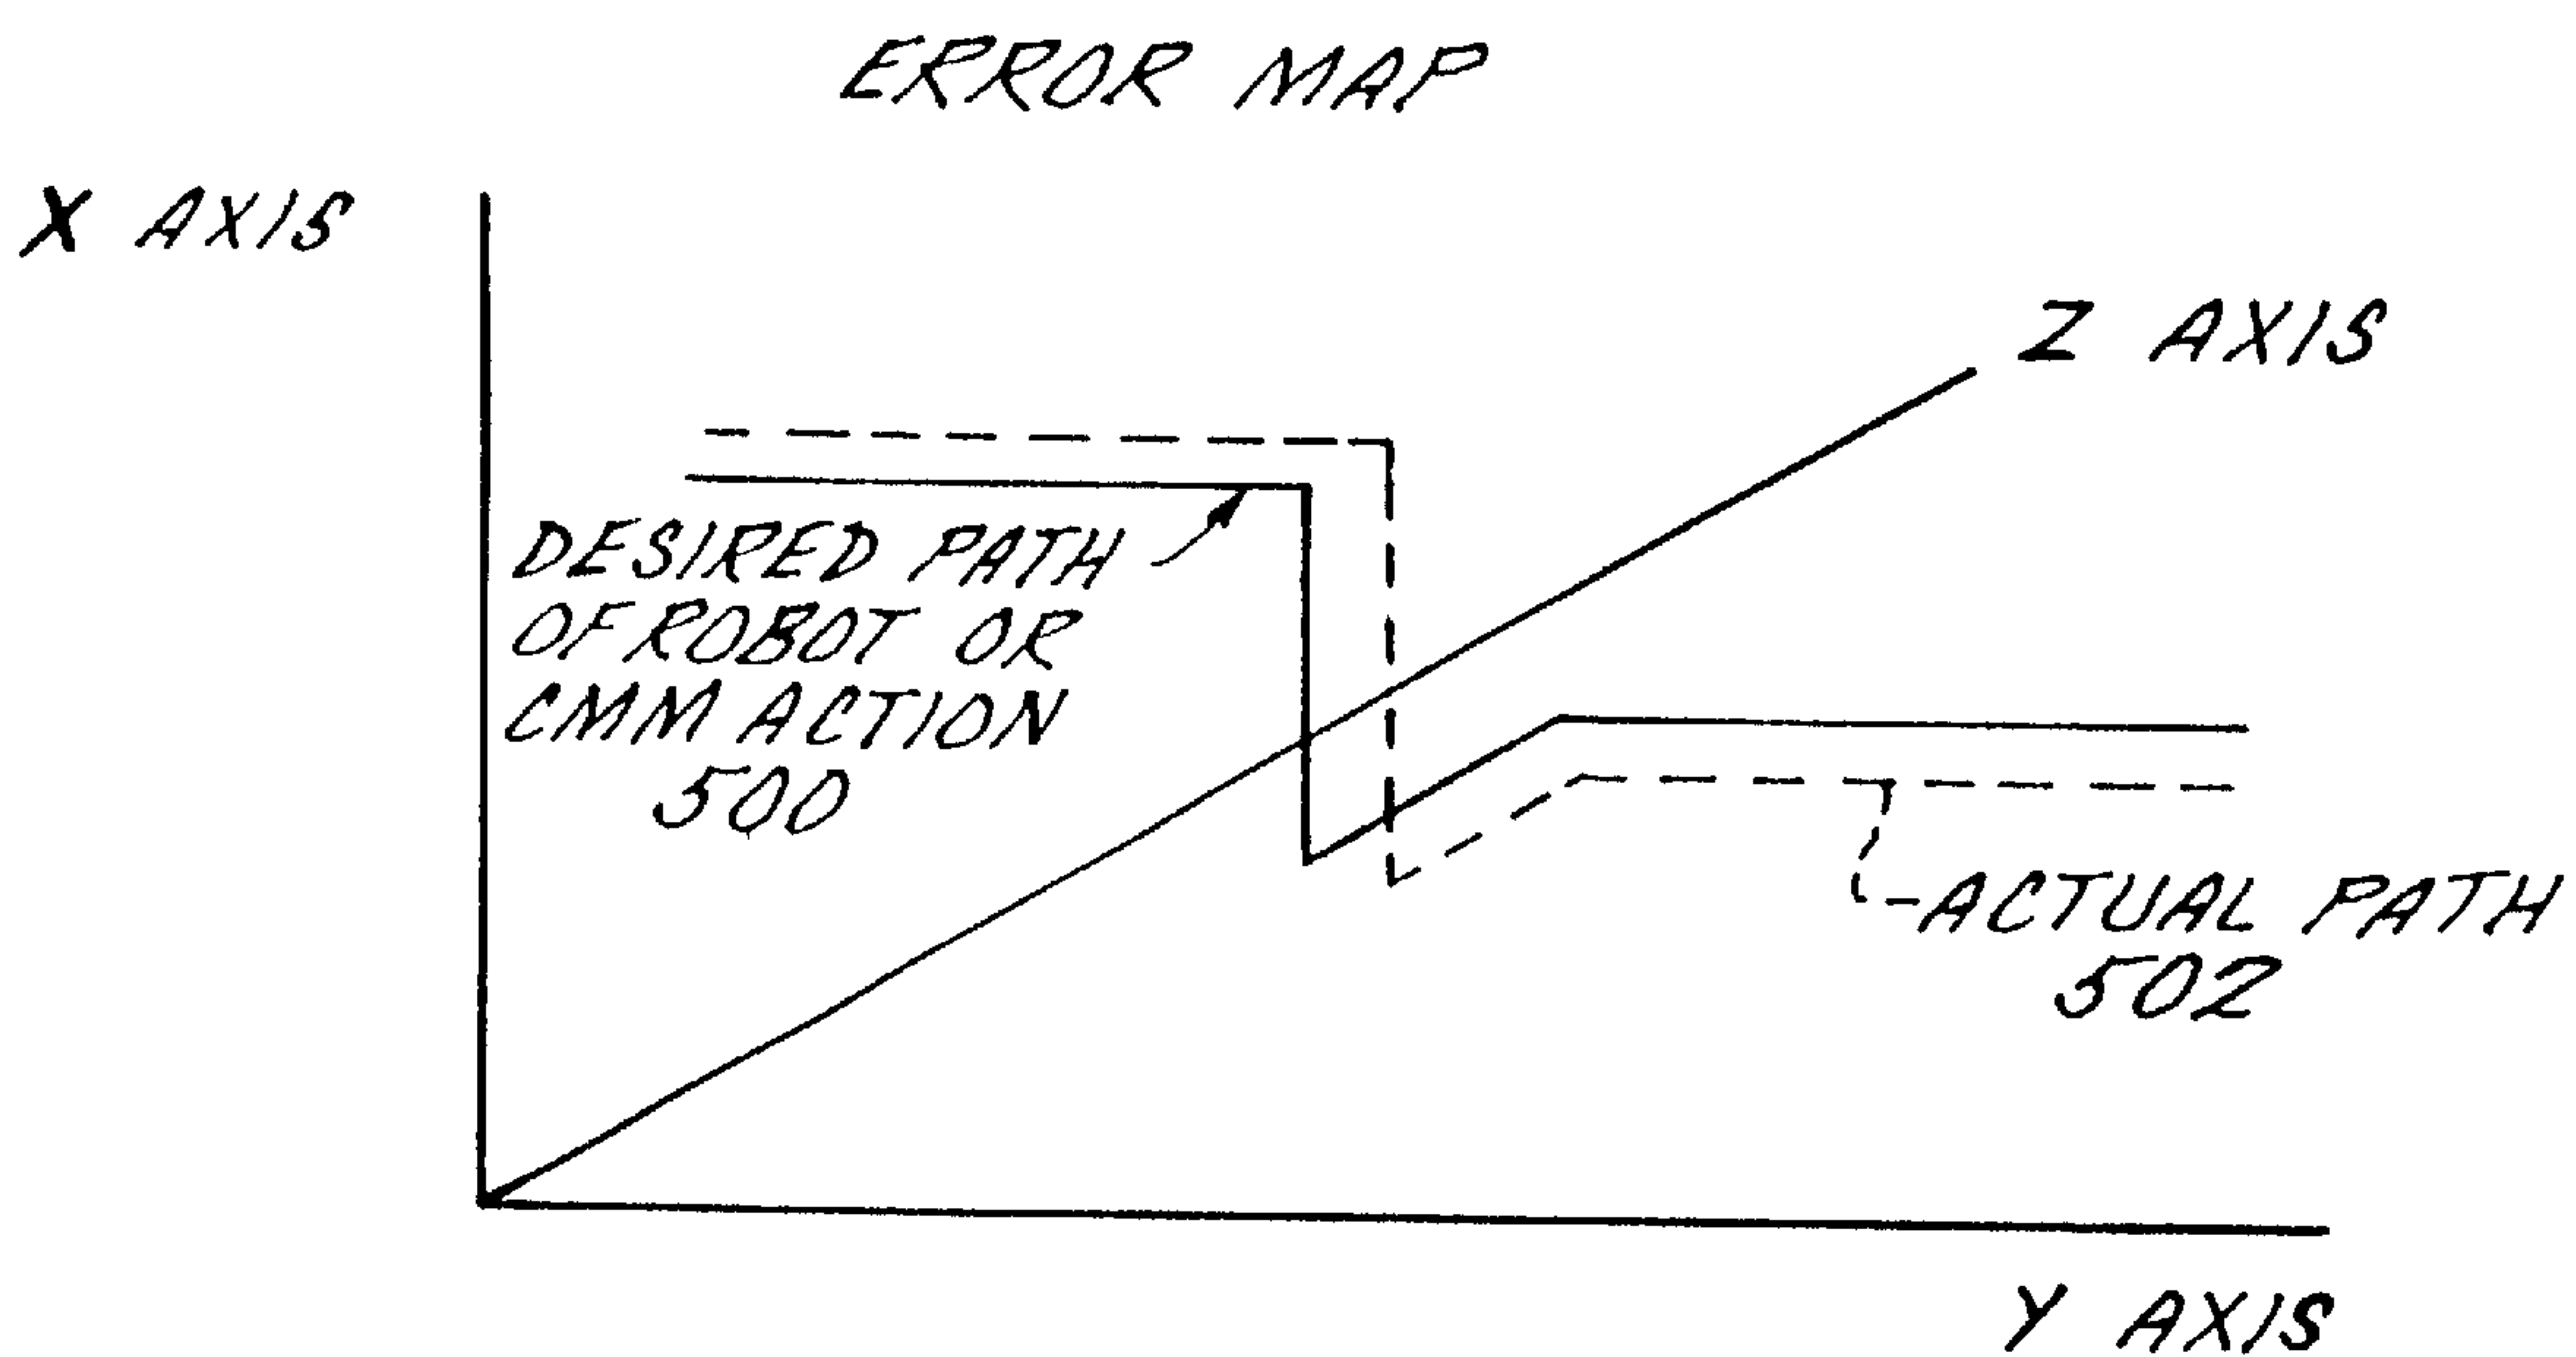 ERROR MAP
X AXIS
Z AXIS
DESIRED PATH
OF ROBOT OR
CMM ACTION
500
ACTUAL PATH
502
Y AXIS